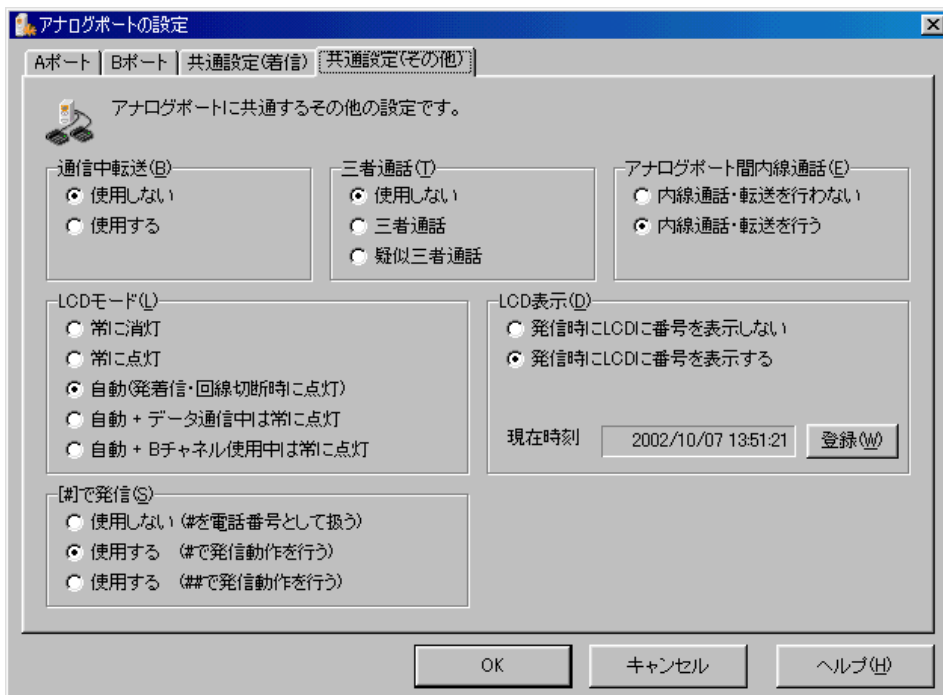 アナログポートの設定
Aポート Bポート 共通設定(着信) 共通設定(その他)
アナログポートに共通するその他の設定です。
通信中転送(B)
使用しない
使用する
三者通話(T)
使用しない
三者通話
疑似三者通話
アナログポート間内線通話(E)
内線通話・転送を行わない
内線通話・転送を行う
LCDモード(L)
常に消灯
常に点灯
自動(発着信・回線切断時に点灯)
自動 + データ通信中は常に点灯
自動 + Bチャネル使用中は常に点灯
LCD表示(D)
発信時にLCDに番号を表示しない
発信時にLCDに番号を表示する
現在時刻 2002/10/07 13:51:21 登録(W)
[#]で発信(S)
使用しない (#を電話番号として扱う)
使用する (#で発信動作を行う)
使用する (##で発信動作を行う)
OK キャンセル ヘルプ(H)